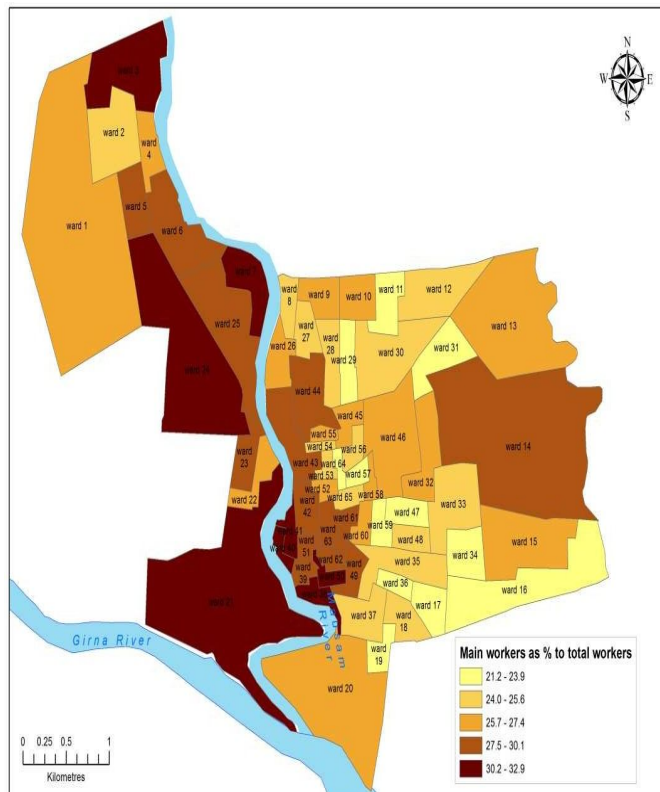 N
W E
S
ward 3
ward 2
ward
4
ward 1
ward 5
ward 6
ward 7
ward 25
ward 24
ward
8
ward 9
ward 10
ward 11
ward 12
ward 13
ward
27
ward
28
ward 26
ward 29
ward 30
ward 31
ward 44
ward 45
ward 46
ward 14
ward 55
ward 54
ward 56
ward 43
ward 64
ward 53
ward 57
ward 52
ward 58
ward 32
ward
23
ward 22
ward
42
ward 65
ward 61
ward 47
ward
33
ward
63
ward 60
ward 59
ward 48
ward
51
ward 62
ward
49
ward 35
ward 34
ward 15
ward
39
ward 36
ward 16
ward 21
ward 37
ward
18
ward 17
ward
19
ward 20
Mausam
River
Girna River
Main workers as % to total workers
21.2 - 23.9
24.0 - 25.6
25.7 - 27.4
27.5 - 30.1
30.2 - 32.9
0 0.25 0.5 1
Kilometres